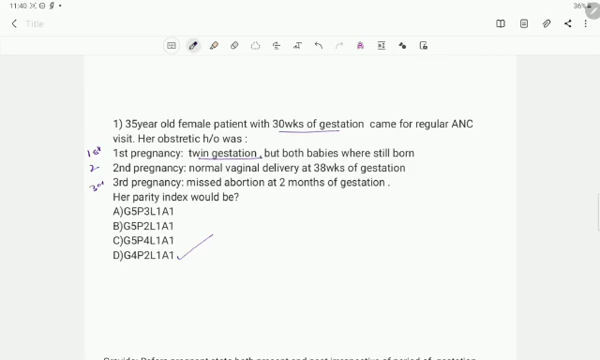 11:40
36%
Title
1) 35year old female patient with 30wks of gestation came for regular ANC
visit. Her obstetric h/o was :
1st 1st pregnancy: twin gestation , but both babies where still born
2 2nd pregnancy: normal vaginal delivery at 38wks of gestation
3rd 3rd pregnancy: missed abortion at 2 months of gestation .
Her parity index would be?
A)G5P3L1A1
B)G5P2L1A1
C)G5P4L1A1
D)G4P2L1A1